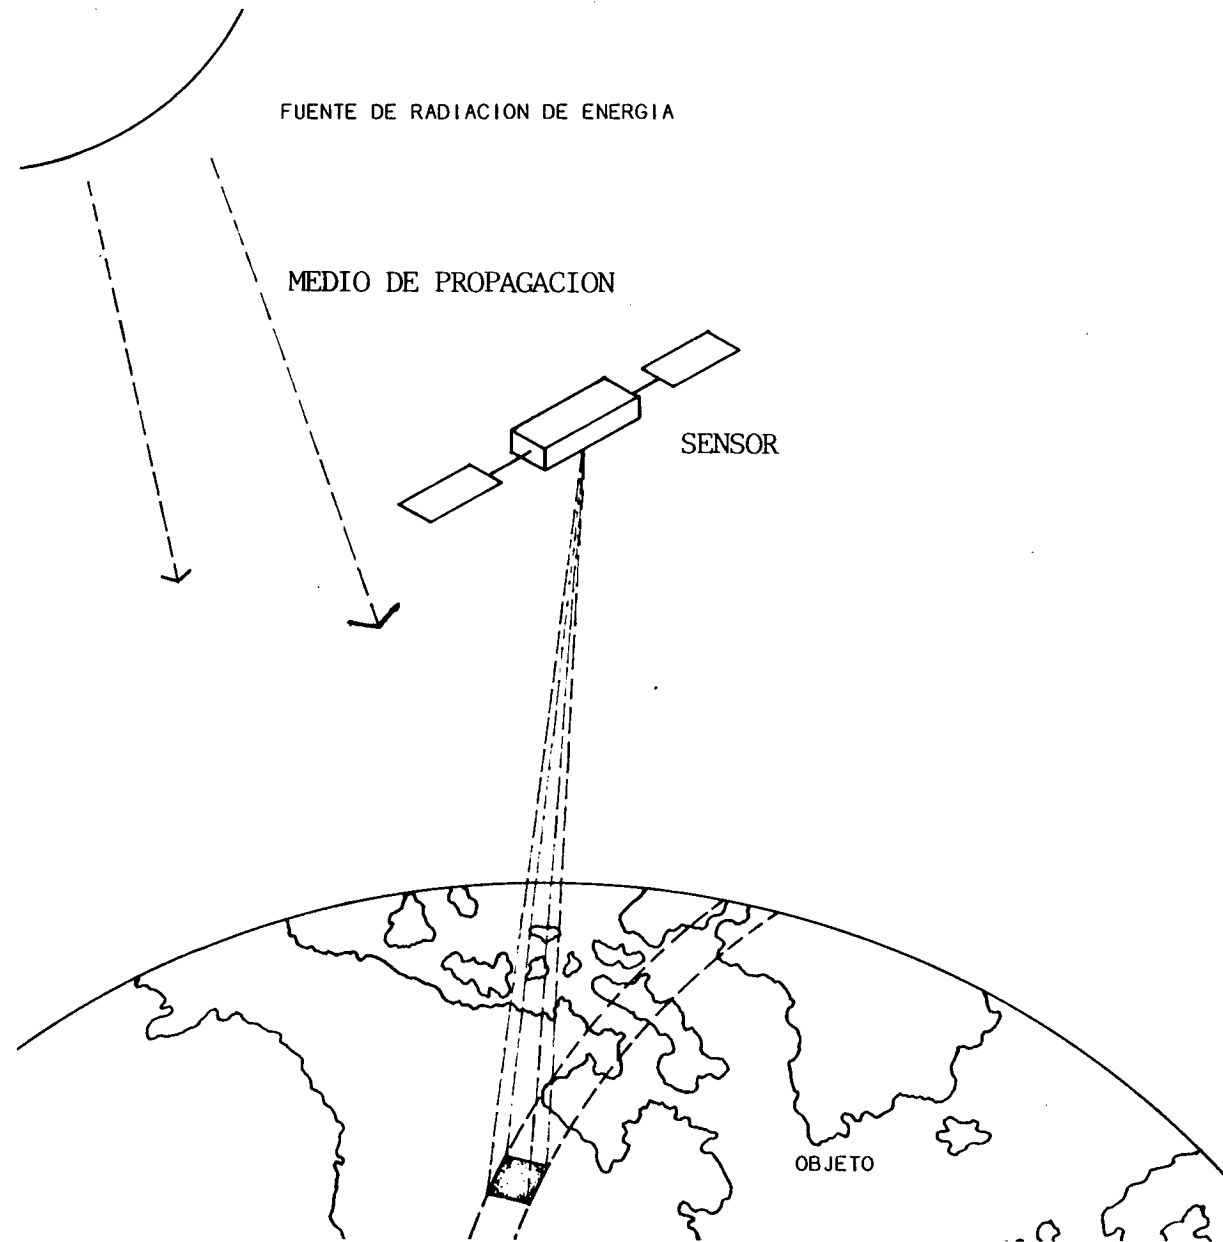 FUENTE DE RADIACION DE ENERGIA
MEDIO DE PROPAGACION
SENSOR
OBJETO